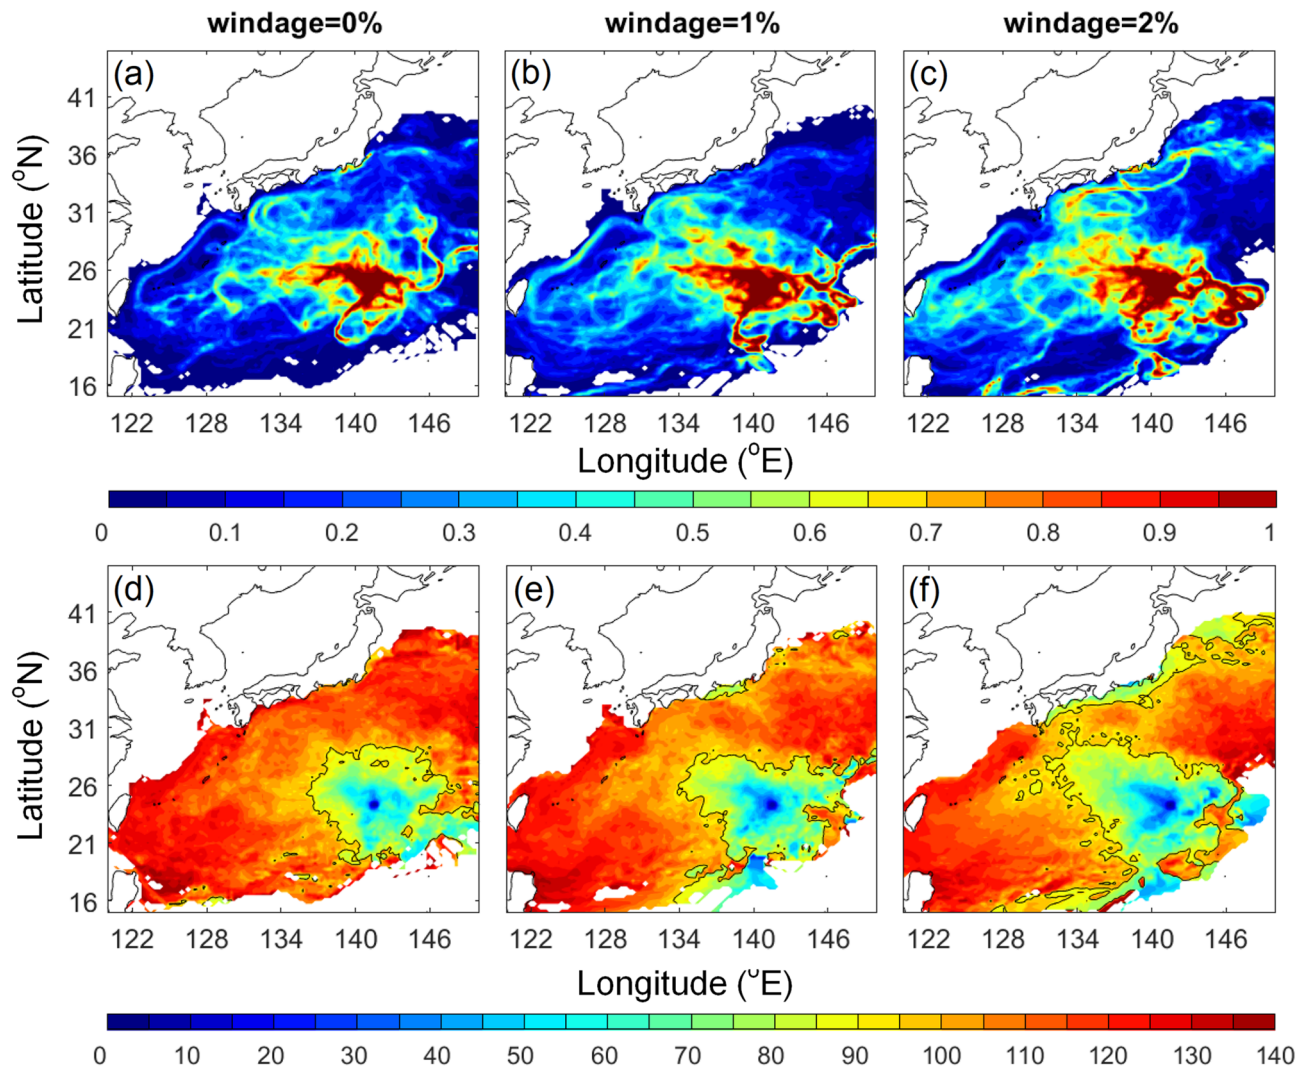 windage=0% windage=1% windage=2%
(a) (b) (c)
Latitude (°N)
41
36
31
26
21
16
122 128 134 140 146 122 128 134 140 146 122 128 134 140 146
Longitude (°E)
0 0.1 0.2 0.3 0.4 0.5 0.6 0.7 0.8 0.9 1
(d) (e) (f)
Latitude (°N)
41
36
31
26
21
16
122 128 134 140 146 122 128 134 140 146 122 128 134 140 146
Longitude (°E)
0 10 20 30 40 50 60 70 80 90 100 110 120 130 140